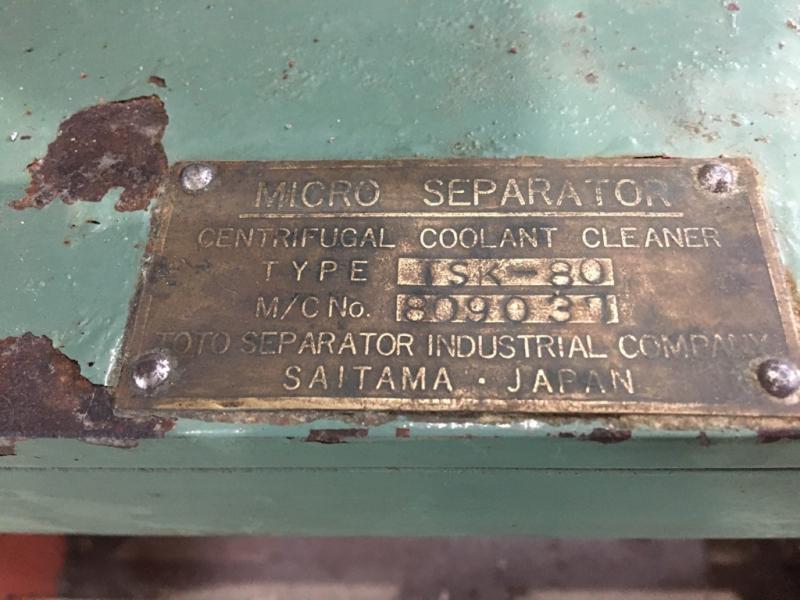 MICRO SEPARATOR
CENTRIFUGAL COOLANT CLEANER
TYPE TSK-80
M/C No. 809031
TOTO SEPARATOR INDUSTRIAL COMPANY
SAITAMA · JAPAN